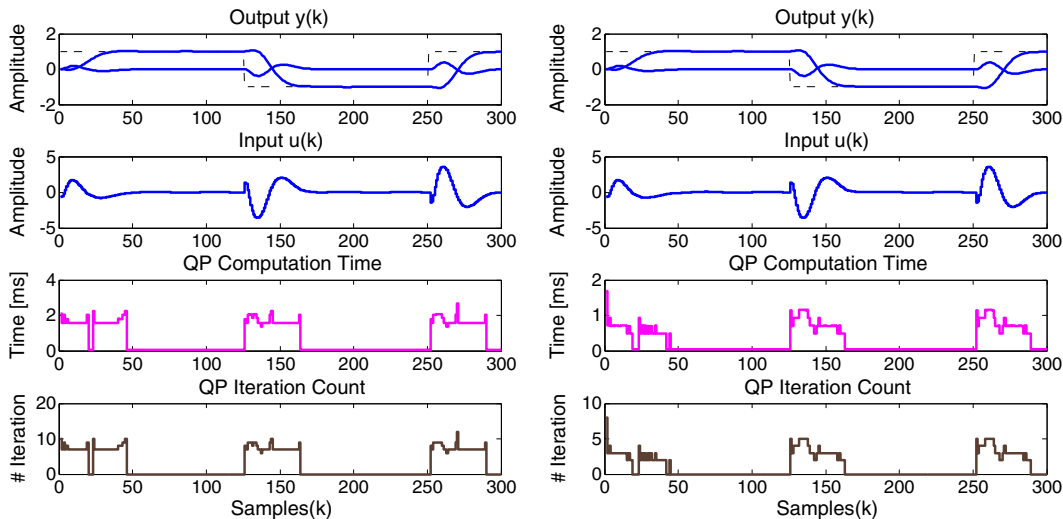 Output y(k)
Amplitude
2
0
-2
0 50 100 150 200 250 300
Input u(k)
Amplitude
5
0
-5
0 50 100 150 200 250 300
QP Computation Time
Time [ms]
4
2
0
0 50 100 150 200 250 300
QP Iteration Count
# Iteration
20
10
0
0 50 100 150 200 250 300
Samples(k)
Output y(k)
Amplitude
2
0
-2
0 50 100 150 200 250 300
Input u(k)
Amplitude
5
0
-5
0 50 100 150 200 250 300
QP Computation Time
Time [ms]
2
1
0
0 50 100 150 200 250 300
QP Iteration Count
# Iteration
10
5
0
0 50 100 150 200 250 300
Samples(k)